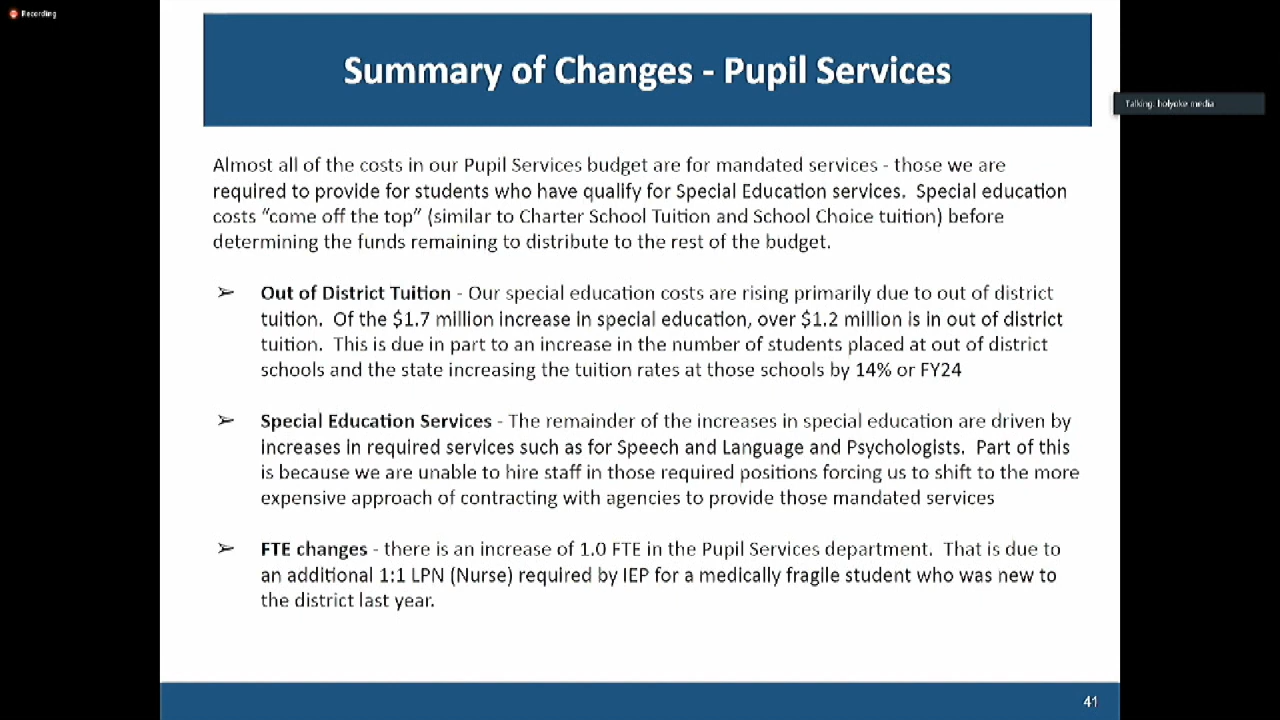 Recording
Summary of Changes - Pupil Services
Talking: holyoke media
Almost all of the costs in our Pupil Services budget are for mandated services - those we are
required to provide for students who have qualify for Special Education services.  Special education
costs “come off the top” (similar to Charter School Tuition and School Choice tuition) before
determining the funds remaining to distribute to the rest of the budget.
➢ Out of District Tuition - Our special education costs are rising primarily due to out of district
tuition.  Of the $1.7 million increase in special education, over $1.2 million is in out of district
tuition.  This is due in part to an increase in the number of students placed at out of district
schools and the state increasing the tuition rates at those schools by 14% or FY24
➢ Special Education Services - The remainder of the increases in special education are driven by
increases in required services such as for Speech and Language and Psychologists.  Part of this
is because we are unable to hire staff in those required positions forcing us to shift to the more
expensive approach of contracting with agencies to provide those mandated services
➢ FTE changes - there is an increase of 1.0 FTE in the Pupil Services department.  That is due to
an additional 1:1 LPN (Nurse) required by IEP for a medically fragile student who was new to
the district last year.
41